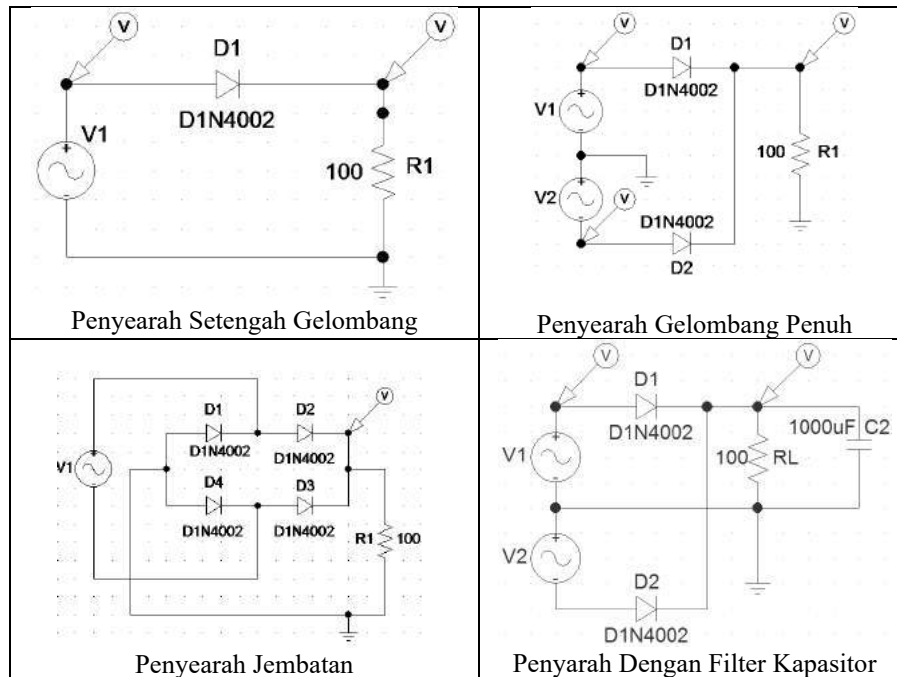 V
V
D1
D1N4002
V1
100
R1
Penyearah Setengah Gelombang
V
V
D1
D1N4002
V1
100
R1
V2
V
D1N4002
D2
Penyearah Gelombang Penuh
V
D1
D2
D1N4002
D1N4002
V1
D4
D3
D1N4002
D1N4002
R1
100
Penyearah Jembatan
V
V
D1
D1N4002
1000uF
C2
V1
100
RL
V2
D2
D1N4002
Penyarah Dengan Filter Kapasitor